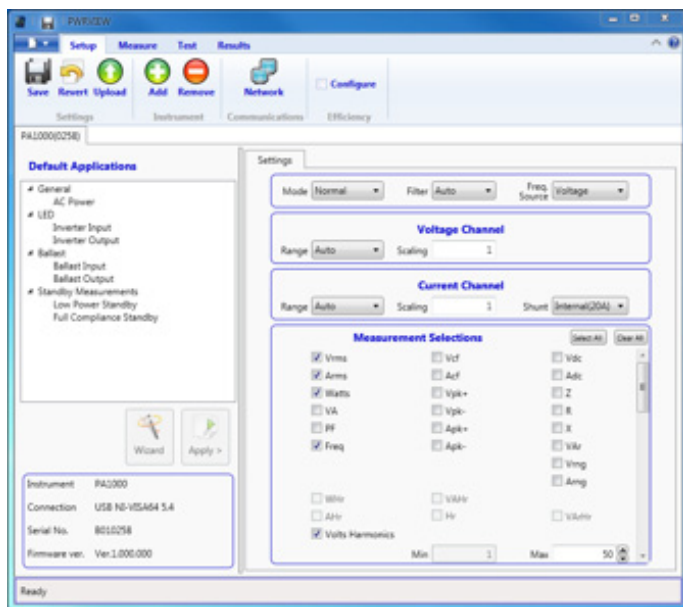 PWRVIEW
Setup Measure Test Results
Save Revert Upload Add Remove Network Configure
Settings Instrument Communications Efficiency
PA1000(0258)
Default Applications
General
AC Power
LED
Inverter Input
Inverter Output
Ballast
Ballast Input
Ballast Output
Standby Measurements
Low Power Standby
Full Compliance Standby
Wizard Apply >
Instrument PA1000
Connection USB NI-VISA64 5.4
Serial No. B010258
Firmware ver. Ver.1.000.000
Settings
Mode Normal Filter Auto Freq. Source Voltage
Voltage Channel
Range Auto Scaling 1
Current Channel
Range Auto Scaling 1 Shunt Internal(20A)
Measurement Selections Select All Clear All
Vrms Vcf Vdc
Arms Acf Adc
Watts Vpk+ Z
VA Vpk- R
PF Apk+ X
Freq Apk- VAr
Vrng
Arng
WHr VAHr
AHr Hr VArHr
Volts Harmonics
Min 1 Max 50
Ready